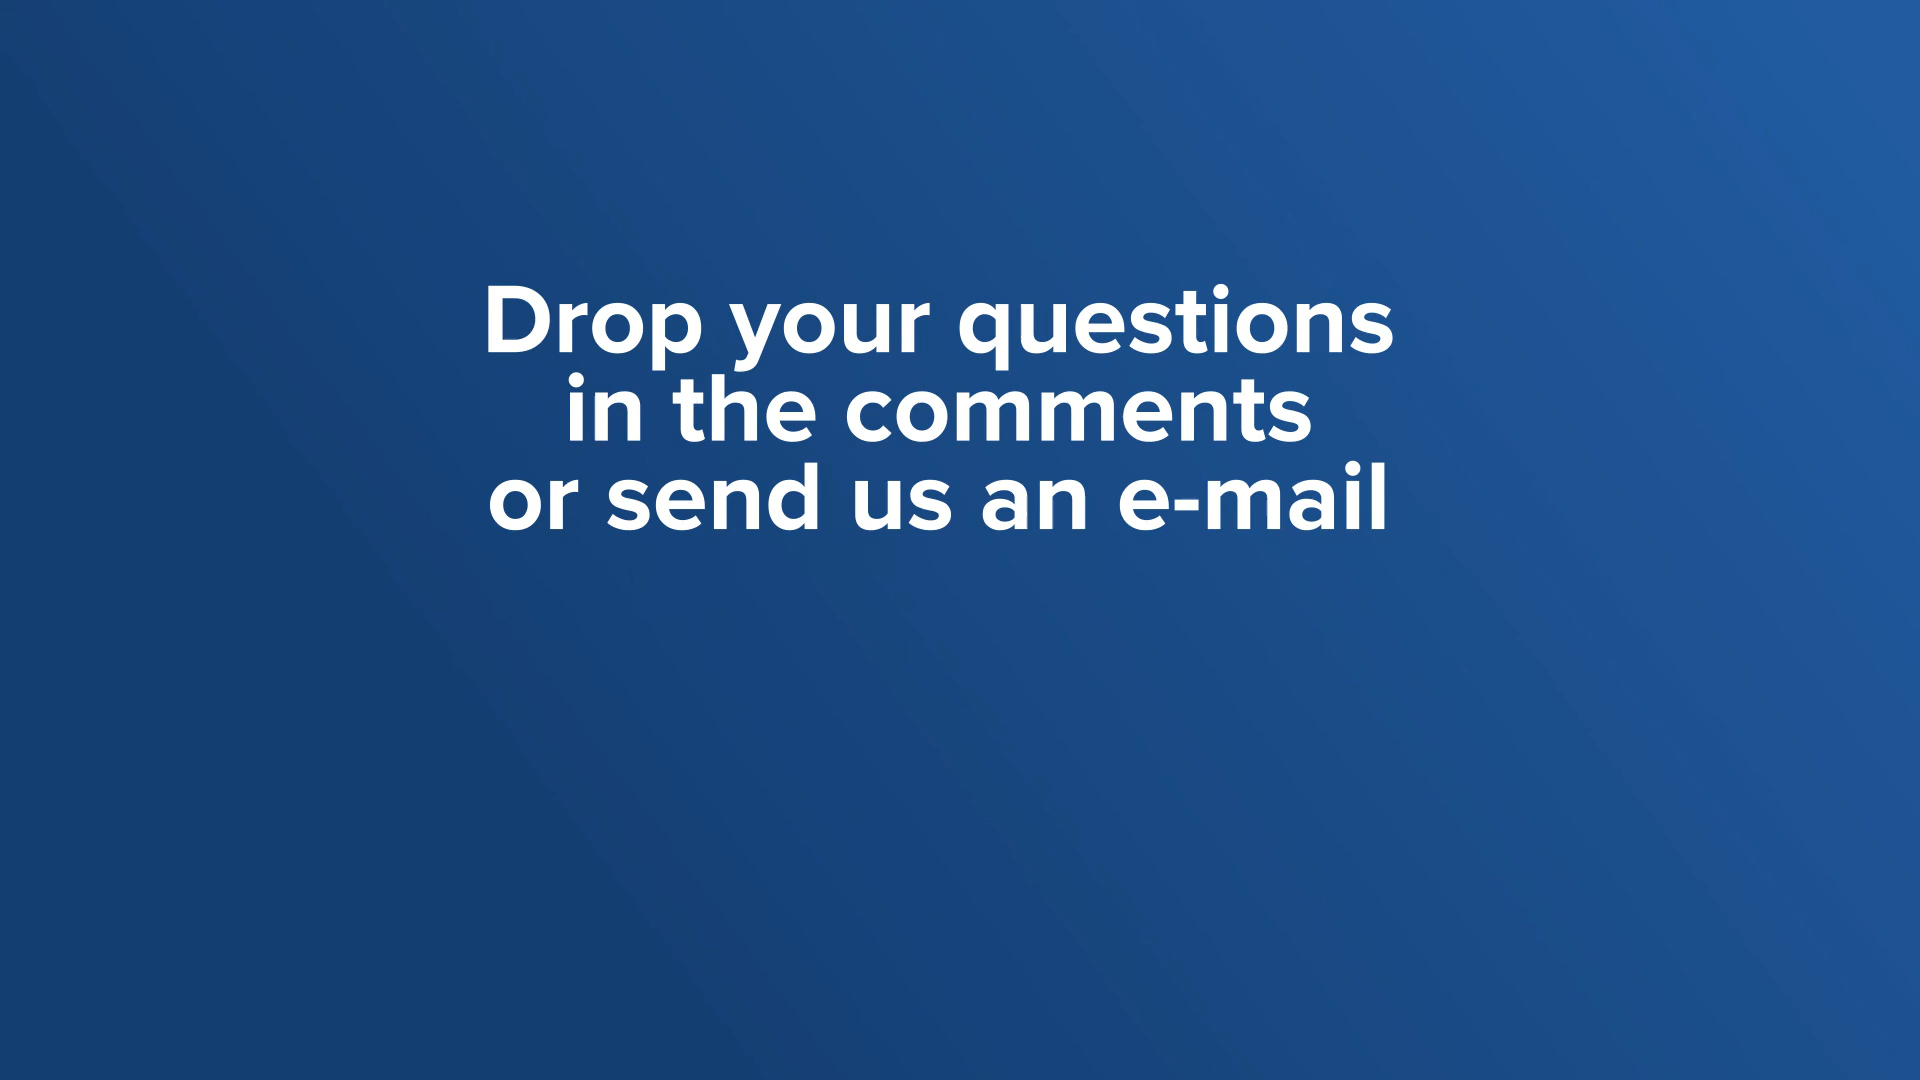 Drop your questions
in the comments
or send us an e-mail